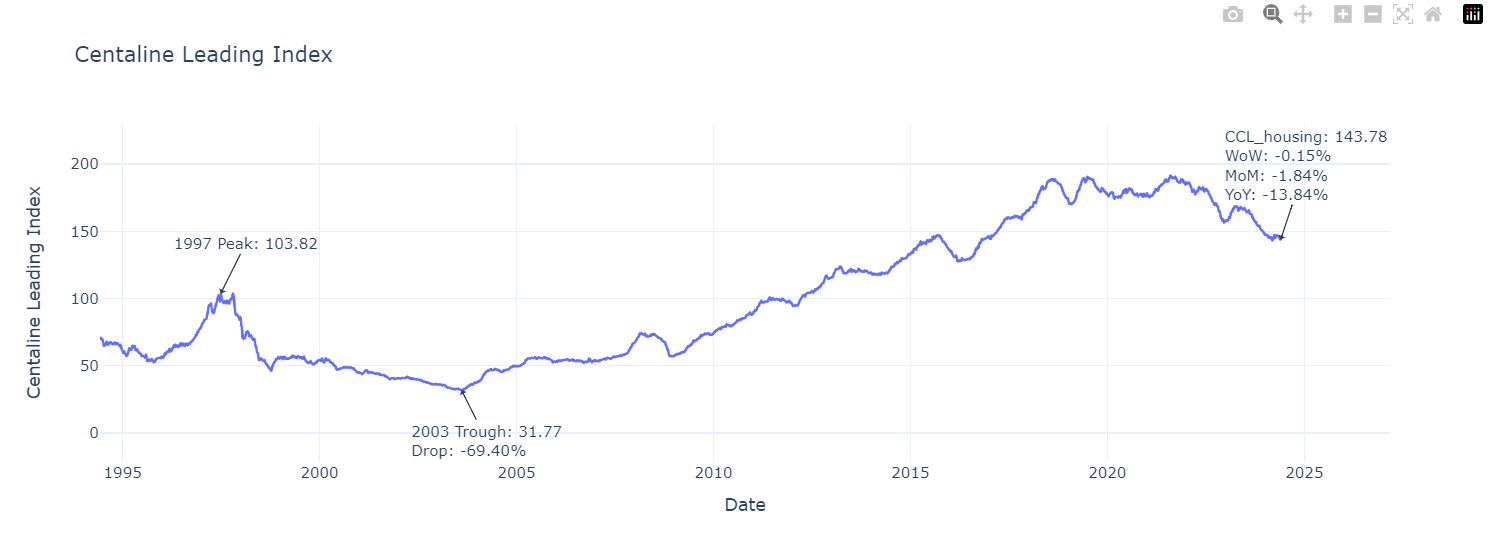 Centaline Leading Index
CCL_housing: 143.78
WoW: -0.15%
MoM: -1.84%
YoY: -13.84%
1997 Peak: 103.82
2003 Trough: 31.77
Drop: -69.40%
Centaline Leading Index
200
150
100
50
0
1995
2000
2005
2010
2015
2020
2025
Date